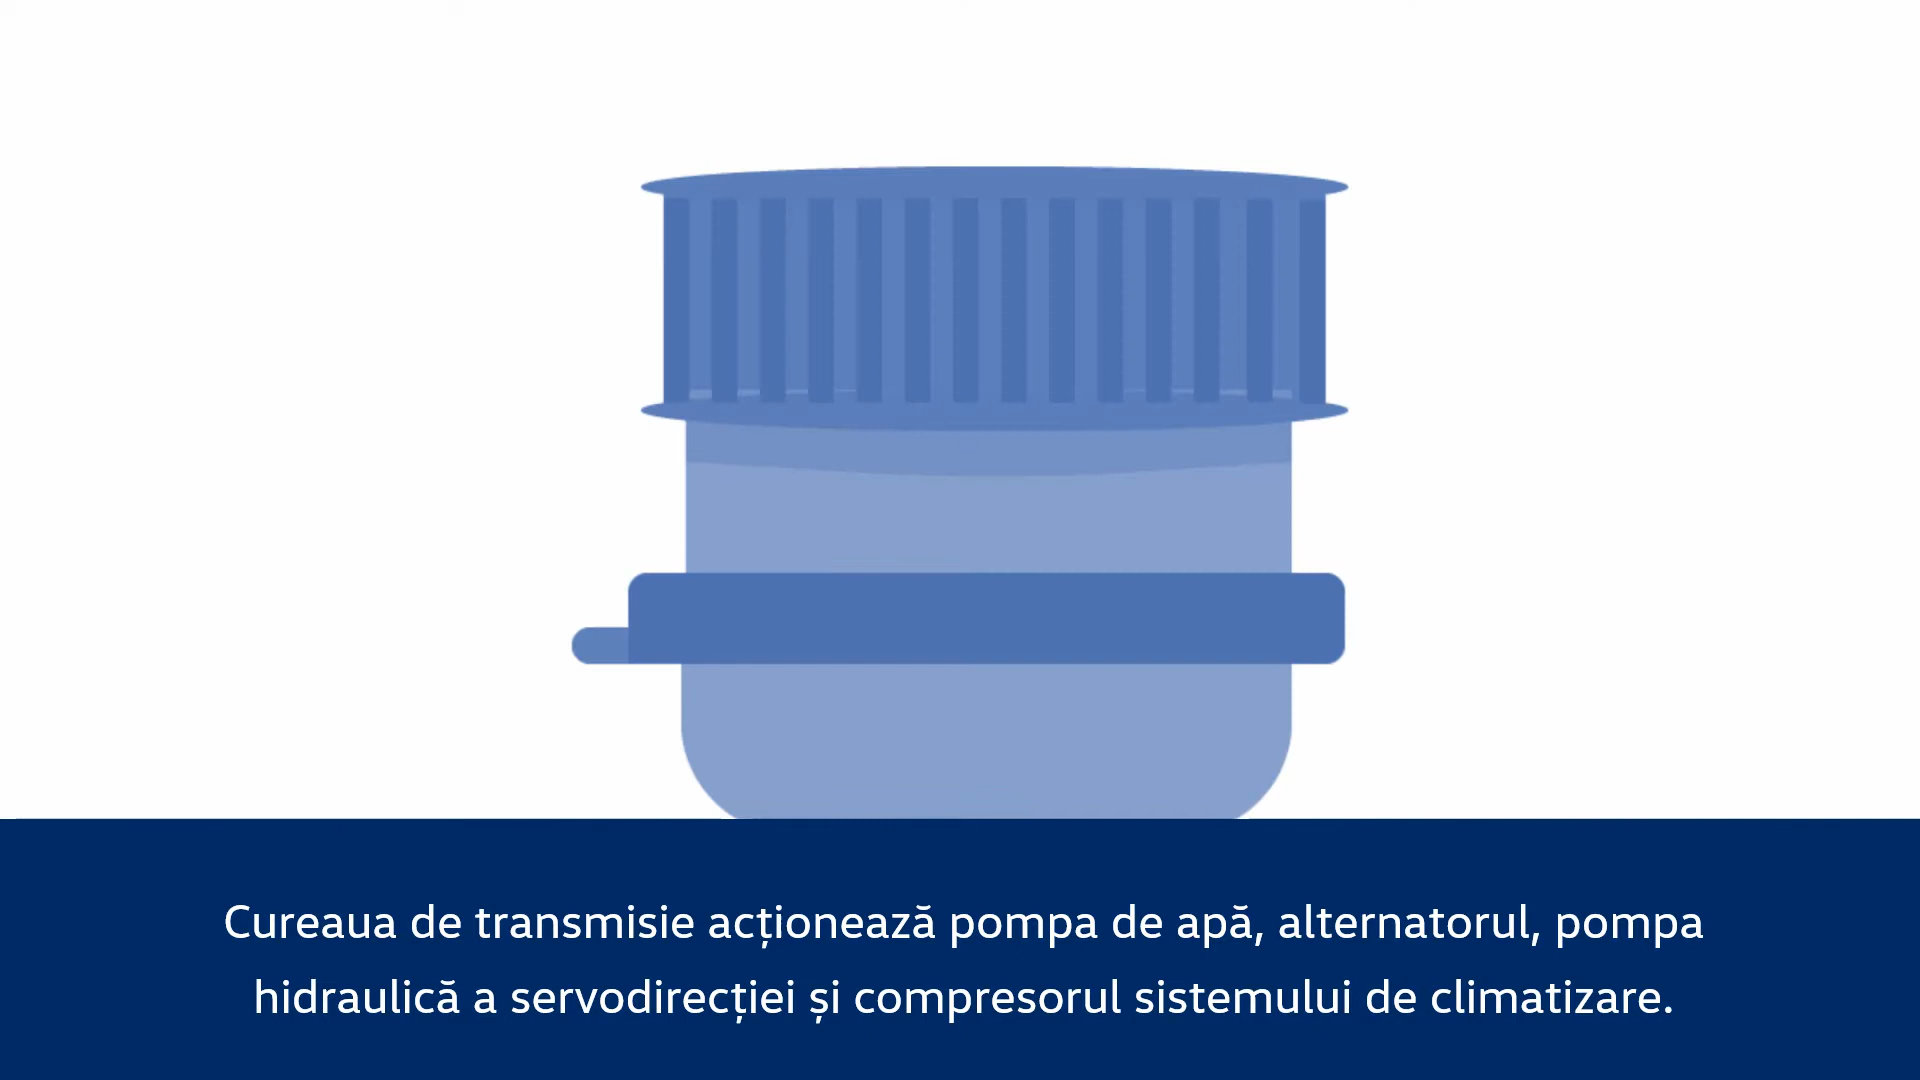 Cureaua de transmisie acționează pompa de apă, alternatorul, pompa
hidraulică a servodirecției și compresorul sistemului de climatizare.